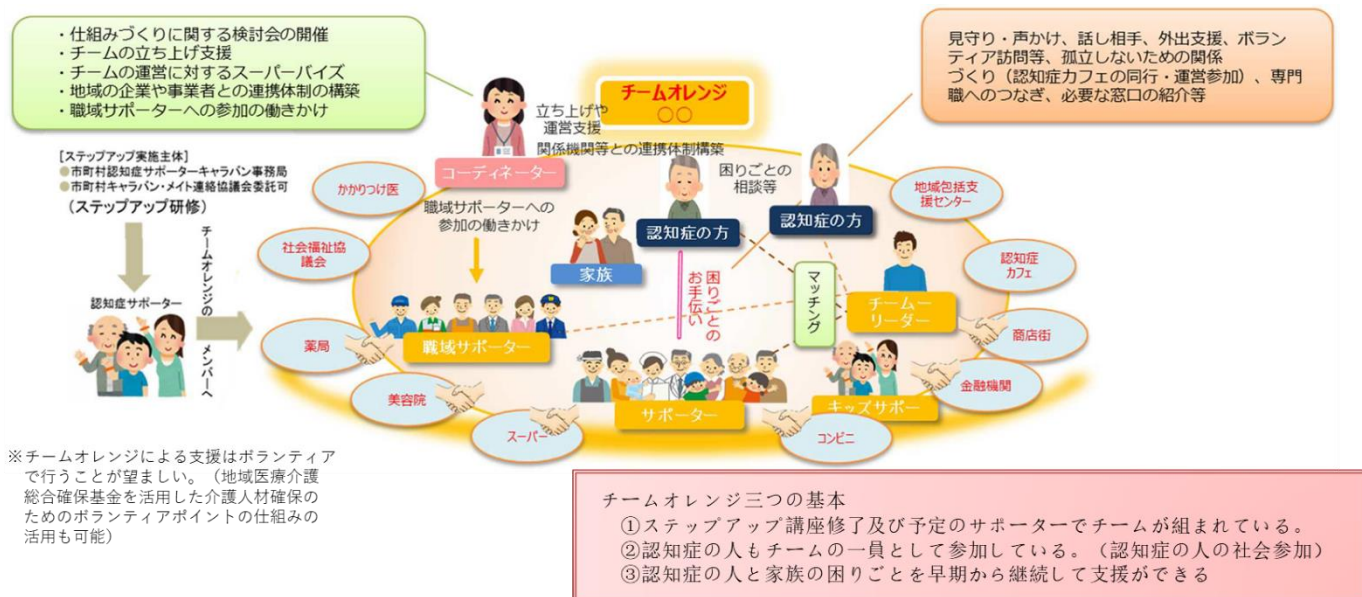 ・仕組みづくりに関する検討会の開催
・チームの立ち上げ支援
・チームの運営に対するスーパーバイズ
・地域の企業や事業者との連携体制の構築
・職域サポーターへの参加の働きかけ
見守り・声かけ、話し相手、外出支援、ボラン
ティア訪問等、孤立しないための関係
づくり（認知症カフェの同行・運営参加）、専門
職へのつなぎ、必要な窓口の紹介等
チームオレンジ
○○
立ち上げや
運営支援
関係機関等との連携体制構築
コーディネーター
[ステップアップ実施主体]
●市町村認知症サポーターキャラバン事務局
●市町村キャラバン・メイト連絡協議会委託可
（ステップアップ研修）
認知症サポーター
チームオレンジの
メンバーへ
かかりつけ医
社会福祉協
議会
薬局
美容院
スーパー
コンビニ
金融機関
商店街
認知症
カフェ
地域包括支
援センター
職域サポーターへの
参加の働きかけ
困りごとの
相談等
認知症の方
認知症の方
家族
困りごとの
お手伝い
マッチング
チームー
リーダー
職域サポーター
サポーター
キッズサポー
※チームオレンジによる支援はボランティア
で行うことが望ましい。（地域医療介護
総合確保基金を活用した介護人材確保の
ためのボランティアポイントの仕組みの
活用も可能）
チームオレンジ三つの基本
①ステップアップ講座修了及び予定のサポーターでチームが組まれている。
②認知症の人もチームの一員として参加している。（認知症の人の社会参加）
③認知症の人と家族の困りごとを早期から継続して支援ができる